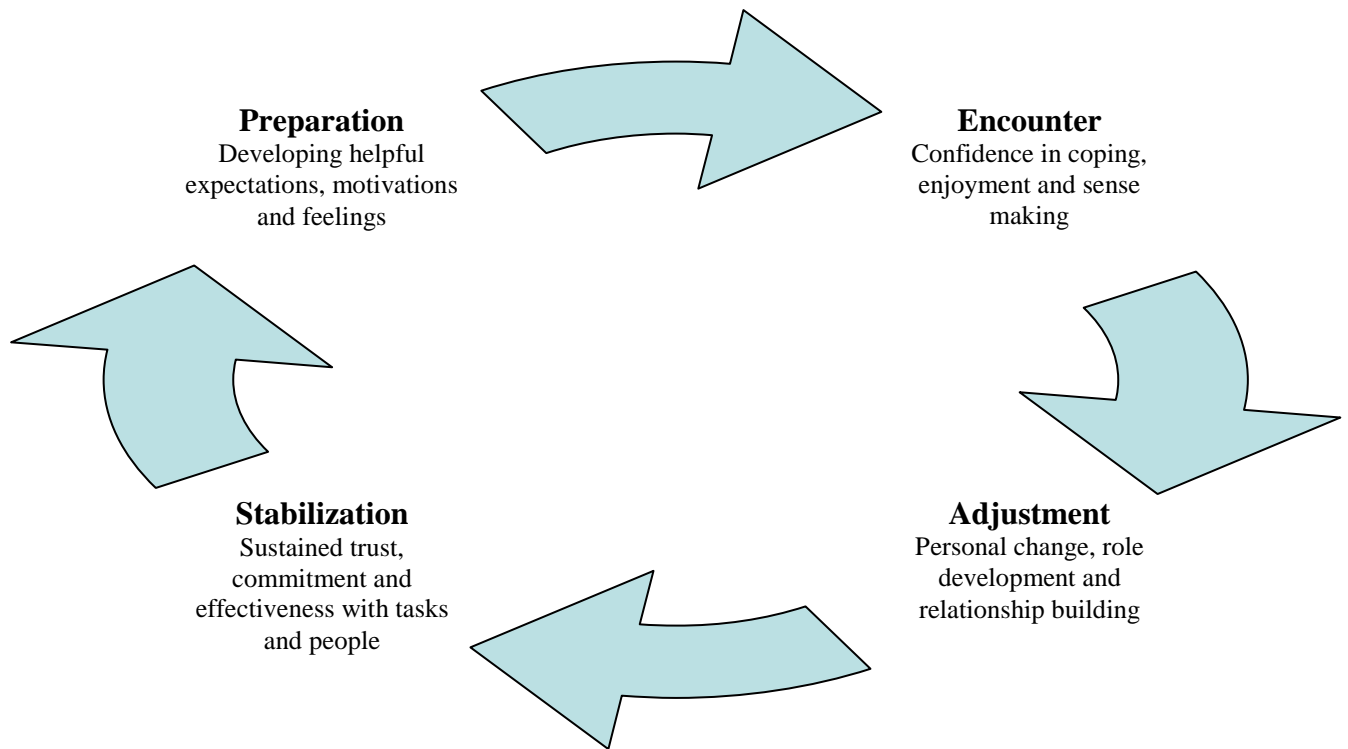 Preparation
Developing helpful
expectations, motivations
and feelings
Encounter
Confidence in coping,
enjoyment and sense
making
Adjustment
Personal change, role
development and
relationship building
Stabilization
Sustained trust,
commitment and
effectiveness with tasks
and people